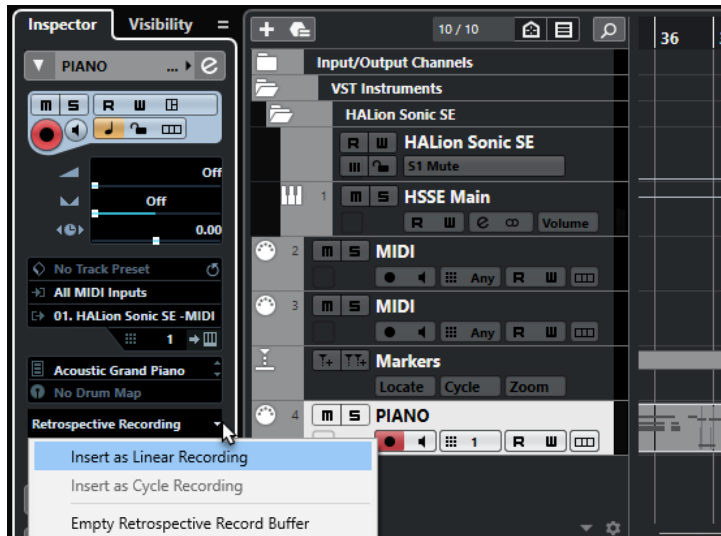 Inspector Visibility
PIANO ...
m S R W
Off
Off
0.00
No Track Preset
All MIDI Inputs
01. HALion Sonic SE -MIDI
1
Acoustic Grand Piano
No Drum Map
Retrospective Recording
Insert as Linear Recording
Insert as Cycle Recording
Empty Retrospective Record Buffer
10 / 10
Input/Output Channels
VST Instruments
HALion Sonic SE
R W HALion Sonic SE
S1 Mute
1 m S HSSE Main
R W e Volume
2 m S MIDI
Any R W
3 m S MIDI
Any R W
Markers
Locate Cycle Zoom
4 m S PIANO
1 R W
36